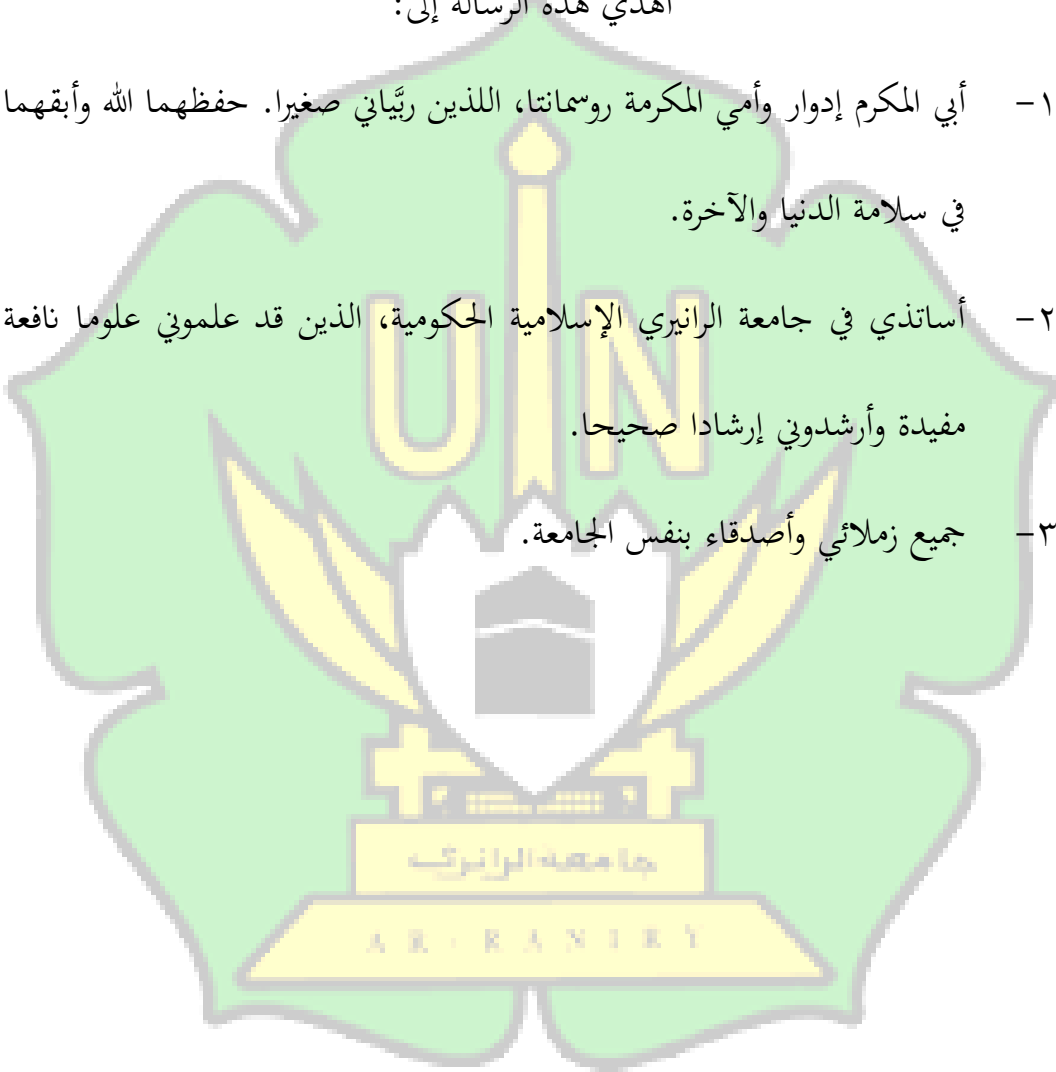 أهدي هذه الرسالة إلى:
١- أبي المكرم إدوار وأمي المكرمة روسمانتا، اللذين ربَّياني صغيرا. حفظهما الله وأبقهما
في سلامة الدنيا والآخرة.
٢- أساتذي في جامعة الرانيري الإسلامية الحكومية، الذين قد علموني علوما نافعة
مفيدة وأرشدوني إرشادا صحيحا.
٣- جميع زملائي وأصدقاء بنفس الجامعة.
UIN
جامعة الرانيري
AR-RANIRY